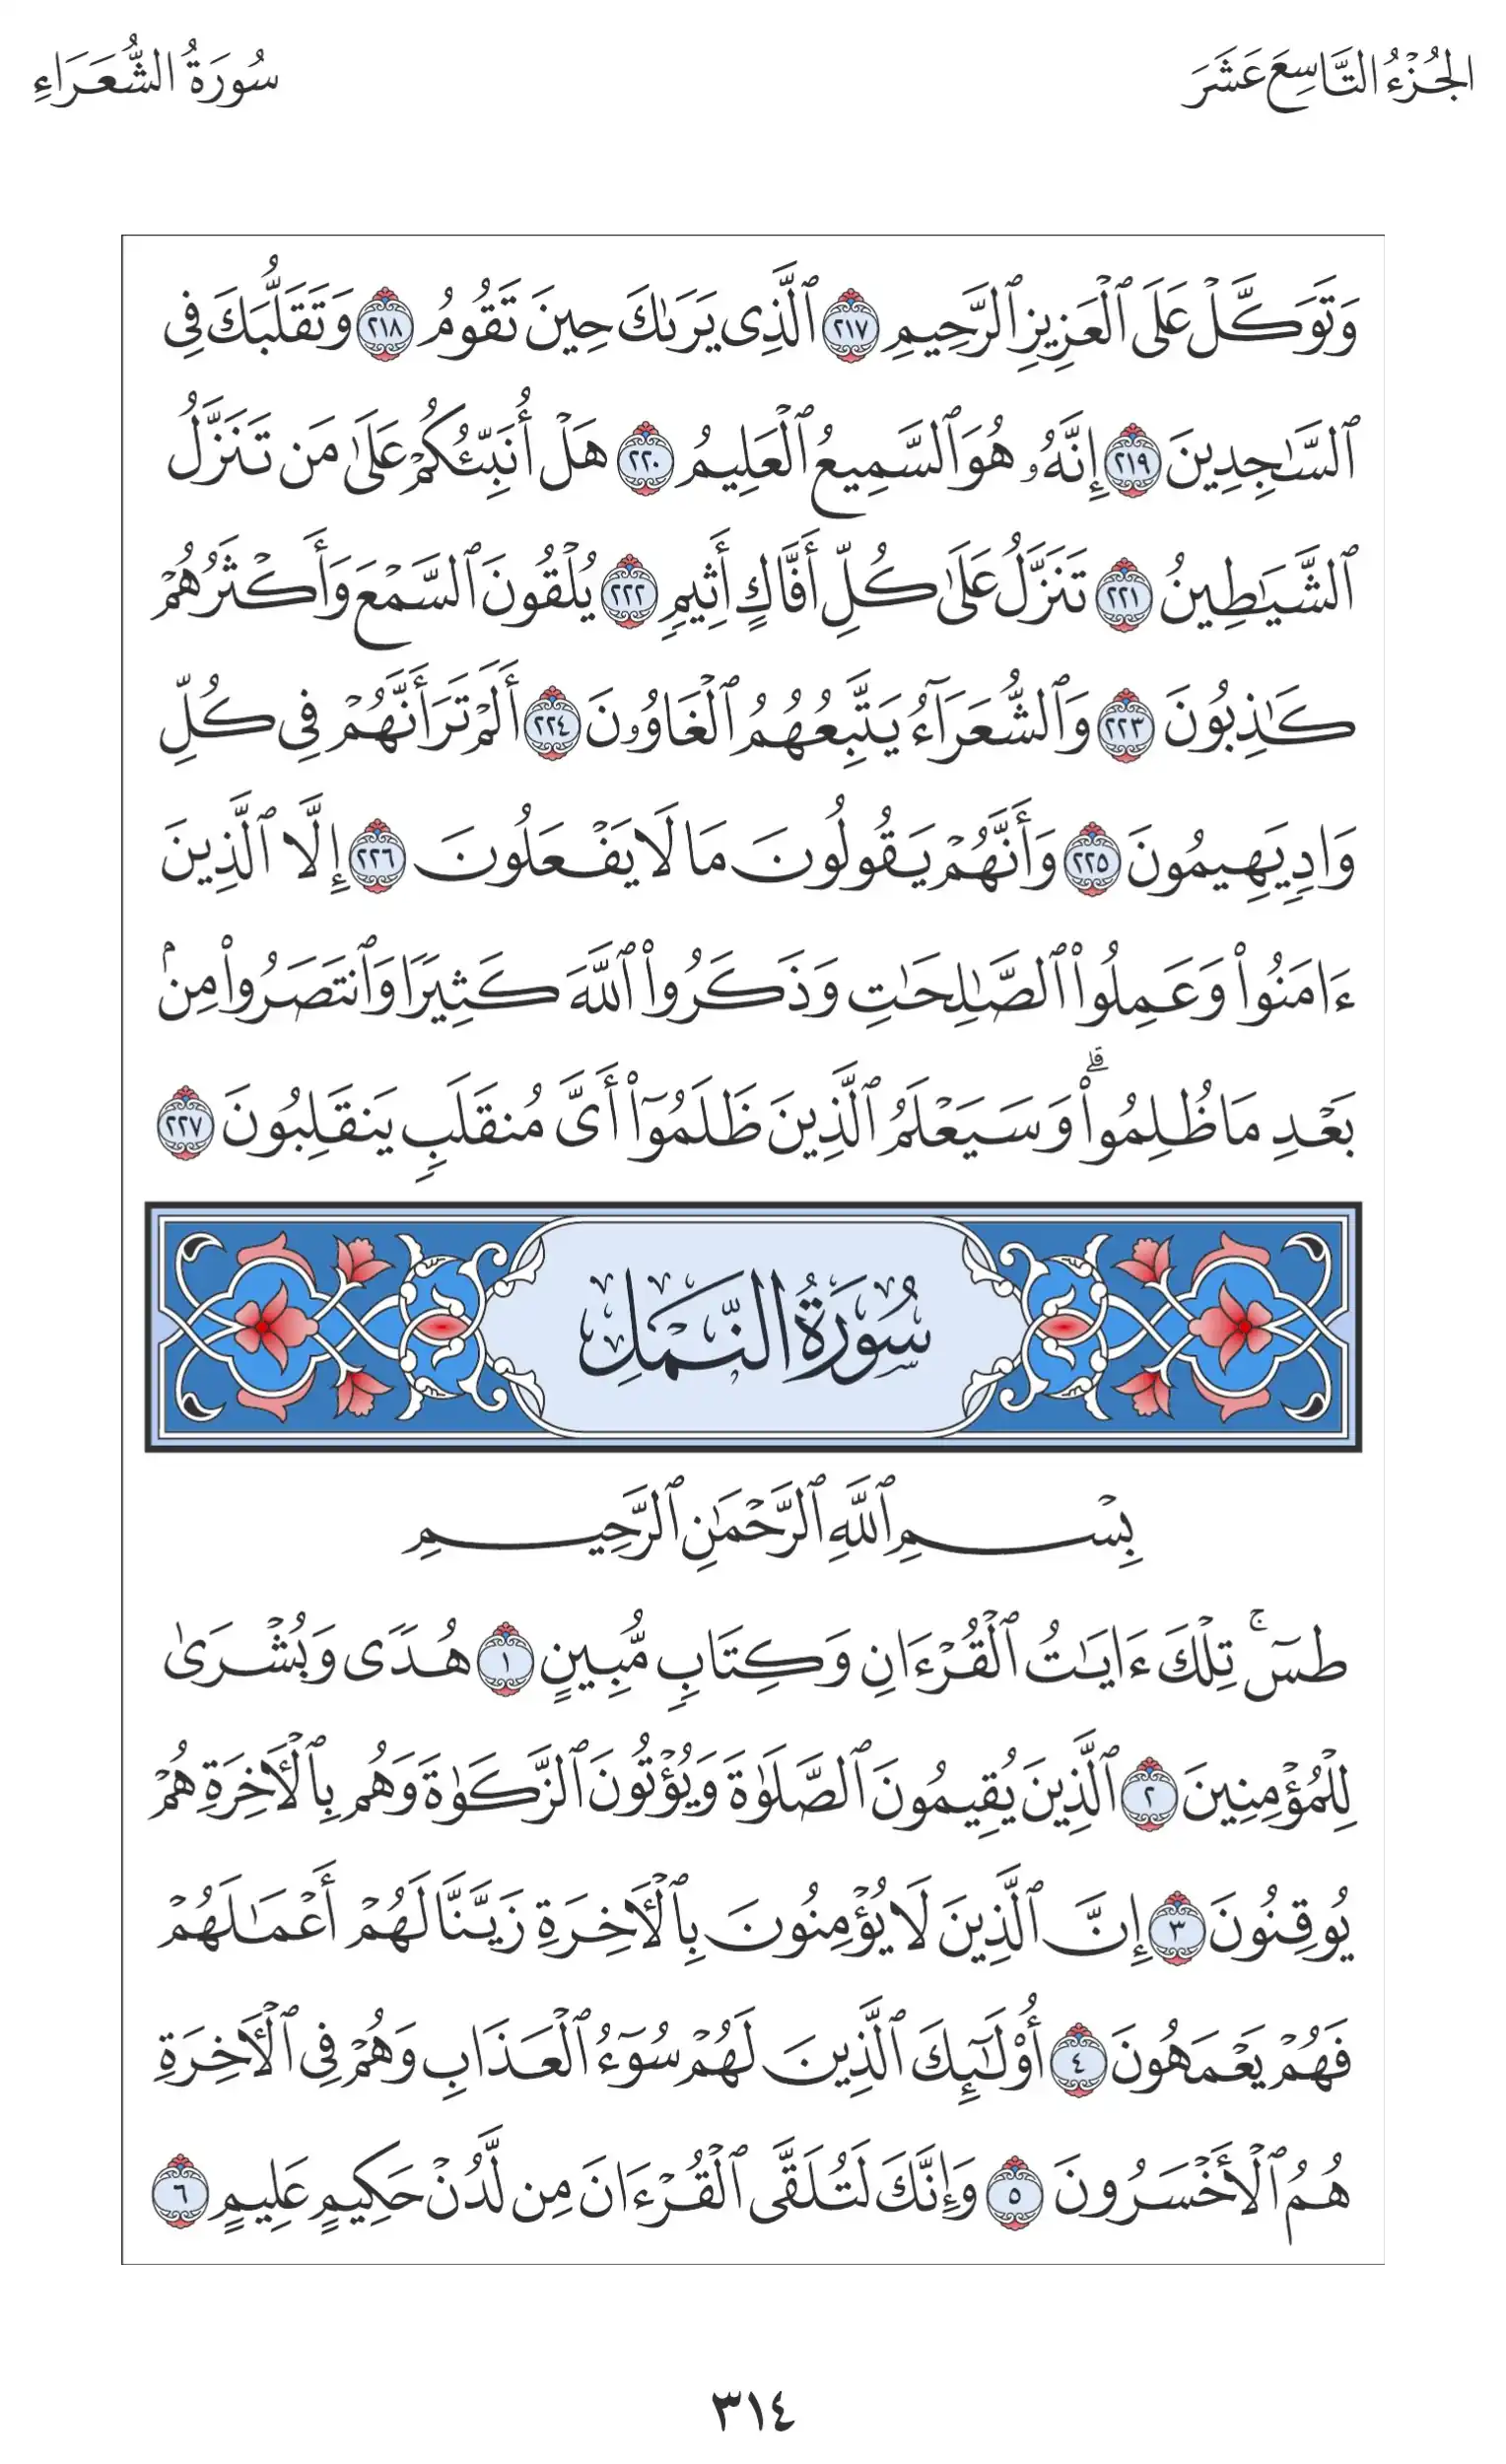 الجُزْءُ التَّاسِعَ عَشَرَ
سُورَةُ الشُّعَرَاءِ
وَتَوَكَّلۡ عَلَى ٱلۡعَزِيزِ ٱلرَّحِيمِ ٢١٧ ٱلَّذِي يَرَىٰكَ حِينَ تَقُومُ ٢١٨ وَتَقَلُّبَكَ فِي
ٱلسَّٰجِدِينَ ٢١٩ إِنَّهُۥ هُوَ ٱلسَّمِيعُ ٱلۡعَلِيمُ ٢٢٠ هَلۡ أُنَبِّئُكُمۡ عَلَىٰ مَن تَنَزَّلُ
ٱلشَّيَٰطِينُ ٢٢١ تَنَزَّلُ عَلَىٰ كُلِّ أَفَّاكٍ أَثِيمٖ ٢٢٢ يُلۡقُونَ ٱلسَّمۡعَ وَأَكۡثَرُهُمۡ
كَٰذِبُونَ ٢٢٣ وَٱلشُّعَرَآءُ يَتَّبِعُهُمُ ٱلۡغَاوُۥنَ ٢٢٤ أَلَمۡ تَرَ أَنَّهُمۡ فِي كُلِّ
وَادٖ يَهِيمُونَ ٢٢٥ وَأَنَّهُمۡ يَقُولُونَ مَا لَا يَفۡعَلُونَ ٢٢٦ إِلَّا ٱلَّذِينَ
ءَامَنُواْ وَعَمِلُواْ ٱلصَّٰلِحَٰتِ وَذَكَرُواْ ٱللَّهَ كَثِيرٗا وَٱنتَصَرُواْ مِنۢ
بَعۡدِ مَا ظُلِمُواْۗ وَسَيَعۡلَمُ ٱلَّذِينَ ظَلَمُوٓاْ أَيَّ مُنقَلَبٖ يَنقَلِبُونَ ٢٢٧
سُورَةُ النَّمۡلِ
بِسۡمِ ٱللَّهِ ٱلرَّحۡمَٰنِ ٱلرَّحِيمِ
طسٓۚ تِلۡكَ ءَايَٰتُ ٱلۡقُرۡءَانِ وَكِتَابٖ مُّبِينٍ ١ هُدٗى وَبُشۡرَىٰ
لِلۡمُؤۡمِنِينَ ٢ ٱلَّذِينَ يُقِيمُونَ ٱلصَّلَوٰةَ وَيُؤۡتُونَ ٱلزَّكَوٰةَ وَهُم بِٱلۡأٓخِرَةِ هُمۡ
يُوقِنُونَ ٣ إِنَّ ٱلَّذِينَ لَا يُؤۡمِنُونَ بِٱلۡأٓخِرَةِ زَيَّنَّا لَهُمۡ أَعۡمَٰلَهُمۡ
فَهُمۡ يَعۡمَهُونَ ٤ أُوْلَٰٓئِكَ ٱلَّذِينَ لَهُمۡ سُوٓءُ ٱلۡعَذَابِ وَهُمۡ فِي ٱلۡأٓخِرَةِ
هُمُ ٱلۡأَخۡسَرُونَ ٥ وَإِنَّكَ لَتُلَقَّى ٱلۡقُرۡءَانَ مِن لَّدُنۡ حَكِيمٍ عَلِيمٍ ٦
٣١٤